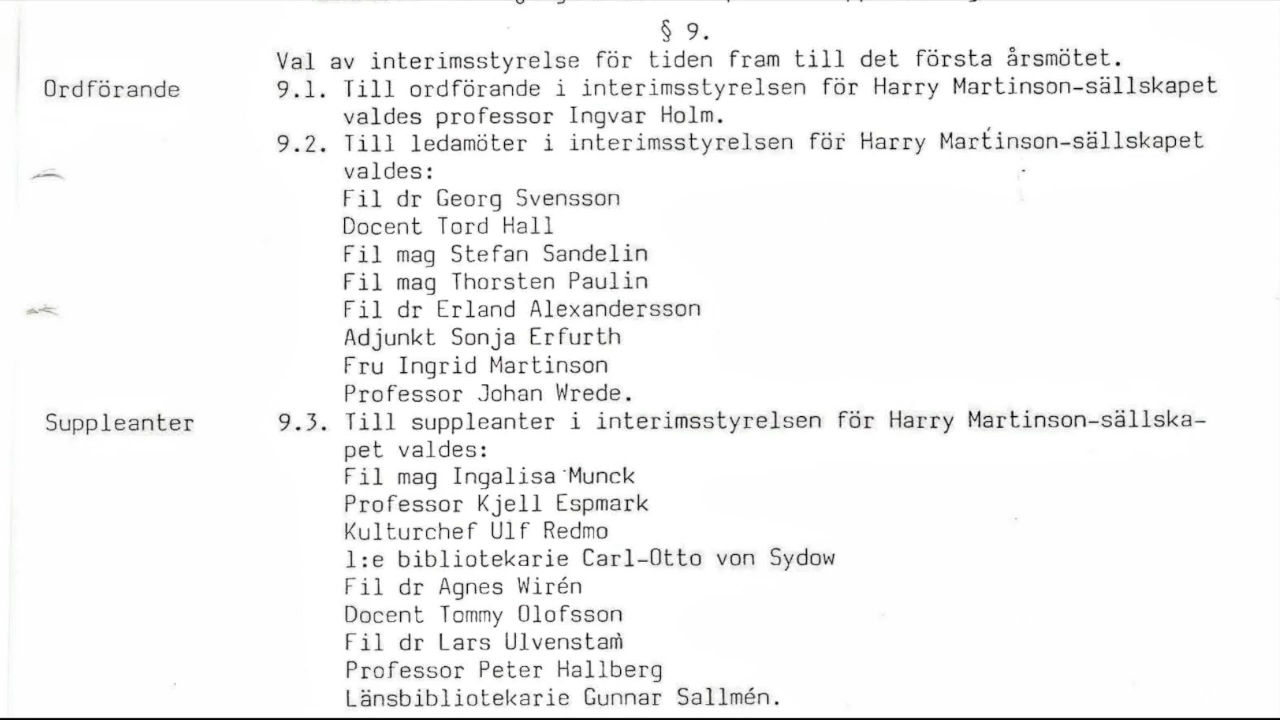 § 9.
Val av interimsstyrelse för tiden fram till det första årsmötet.
Ordförande 9.1. Till ordförande i interimsstyrelsen för Harry Martinson-sällskapet
valdes professor Ingvar Holm.
9.2. Till ledamöter i interimsstyrelsen för Harry Martinson-sällskapet
valdes:
Fil dr Georg Svensson
Docent Tord Hall
Fil mag Stefan Sandelin
Fil mag Thorsten Paulin
Fil dr Erland Alexandersson
Adjunkt Sonja Erfurth
Fru Ingrid Martinson
Professor Johan Wrede.
Suppleanter 9.3. Till suppleanter i interimsstyrelsen för Harry Martinson-sällska-
pet valdes:
Fil mag Ingalisa Munck
Professor Kjell Espmark
Kulturchef Ulf Redmo
1:e bibliotekarie Carl-Otto von Sydow
Fil dr Agnes Wirén
Docent Tommy Olofsson
Fil dr Lars Ulvenstam
Professor Peter Hallberg
Länsbibliotekarie Gunnar Sallmén.